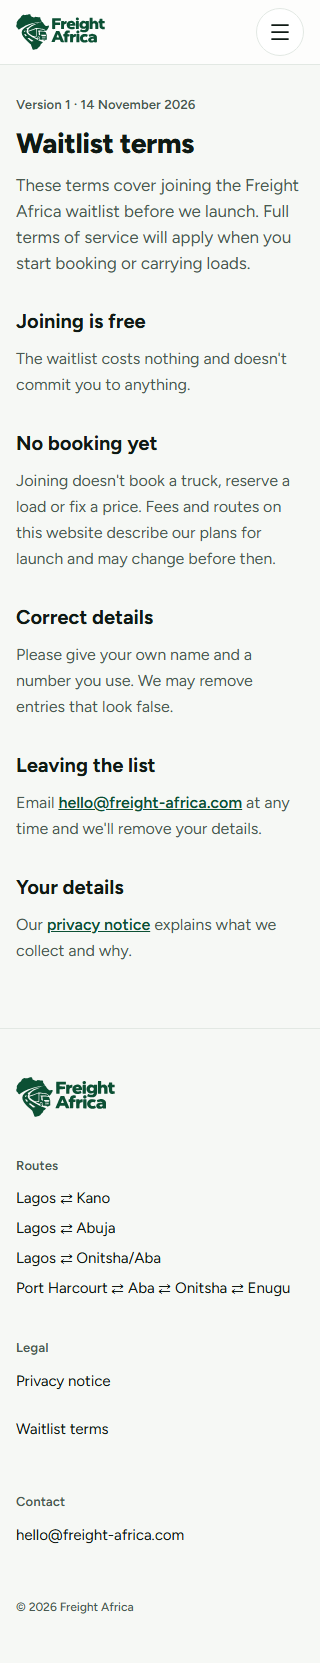 Freight
Africa
Version 1 · 14 November 2026
Waitlist terms
These terms cover joining the Freight
Africa waitlist before we launch. Full
terms of service will apply when you
start booking or carrying loads.
Joining is free
The waitlist costs nothing and doesn't
commit you to anything.
No booking yet
Joining doesn't book a truck, reserve a
load or fix a price. Fees and routes on
this website describe our plans for
launch and may change before then.
Correct details
Please give your own name and a
number you use. We may remove
entries that look false.
Leaving the list
Email hello@freight-africa.com at any
time and we'll remove your details.
Your details
Our privacy notice explains what we
collect and why.
Freight
Africa
Routes
Lagos ⇄ Kano
Lagos ⇄ Abuja
Lagos ⇄ Onitsha/Aba
Port Harcourt ⇄ Aba ⇄ Onitsha ⇄ Enugu
Legal
Privacy notice
Waitlist terms
Contact
hello@freight-africa.com
© 2026 Freight Africa